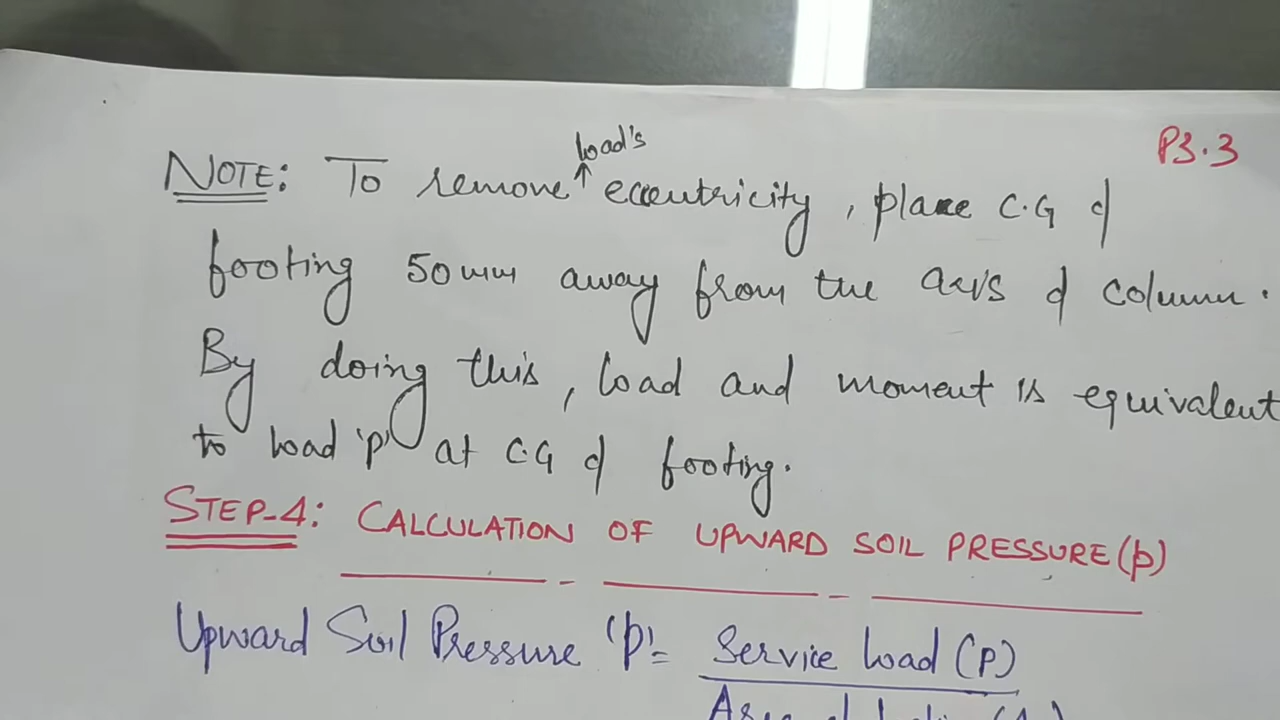 P3.3
load's
NOTE: To remove ↑ eccentricity, place C.G of
footing 50mm away from the axis of column.
By doing this, load and moment is equivalent
to load 'P' at C.G of footing.
STEP-4: CALCULATION OF UPWARD SOIL PRESSURE (p)
Upward Soil Pressure 'p' = Service load (P)
Area of